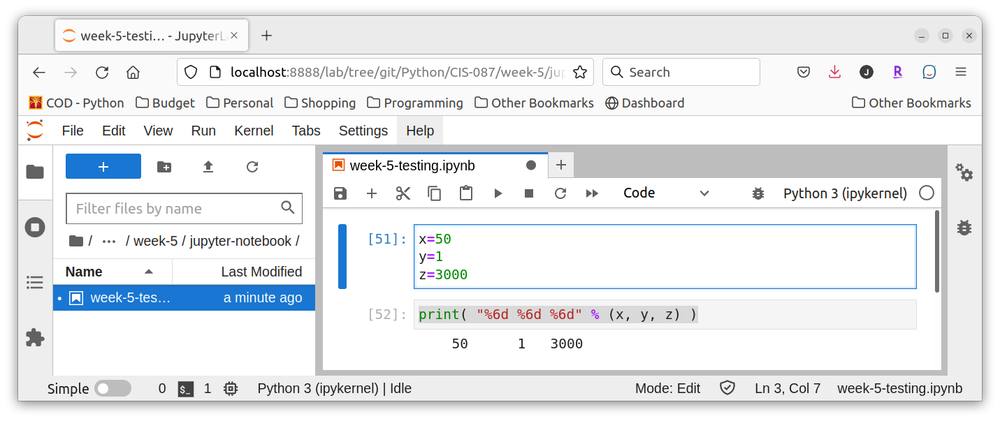 week-5-testi… - JupyterL
localhost:8888/lab/tree/git/Python/CIS-087/week-5/jup
Search
J
R
COD - Python Budget Personal Shopping Programming Other Bookmarks Dashboard Other Bookmarks
File Edit View Run Kernel Tabs Settings Help
week-5-testing.ipynb
Code Python 3 (ipykernel)
Filter files by name
/ ··· / week-5 / jupyter-notebook /
Name Last Modified
week-5-tes… a minute ago
[51]: x=50
y=1
z=3000
[52]: print( "%6d %6d %6d" % (x, y, z) )
50      1   3000
Simple 0 $_ 1 Python 3 (ipykernel) | Idle Mode: Edit Ln 3, Col 7 week-5-testing.ipynb